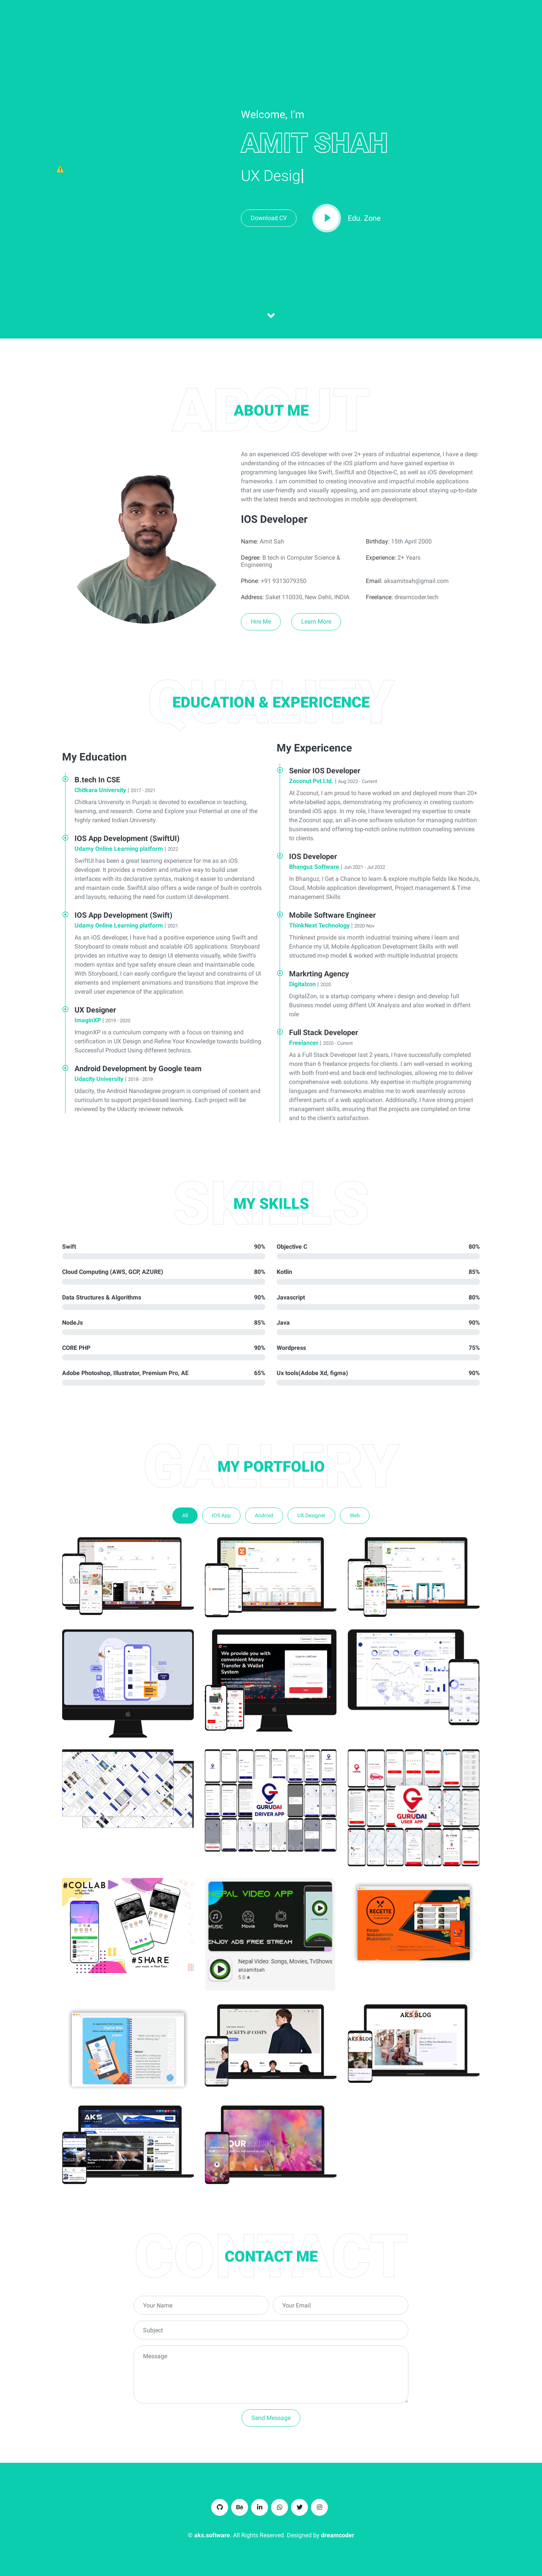 Welcome, I'm
AMIT SHAH
UX Desig
Download CV
Edu. Zone
ABOUT
ABOUT ME
As an experienced iOS developer with over 2+ years of industrial experience, I have a deep
understanding of the intricacies of the iOS platform and have gained expertise in
programming languages like Swift, SwiftUI and Objective-C, as well as iOS development
frameworks. I am committed to creating innovative and impactful mobile applications
that are user-friendly and visually appealing, and am passionate about staying up-to-date
with the latest trends and technologies in mobile app development.
IOS Developer
Name: Amit Sah
Birthday: 15th April 2000
Degree: B.tech in Computer Science &
Engineering
Experience: 2+ Years
Phone: +91 9313079350
Email: aksamitsah@gmail.com
Address: Saket 110030, New Dehli, INDIA
Freelance: dreamcoder.tech
Hire Me
Learn More
QUALITY
EDUCATION & EXPERICENCE
My Education
B.tech In CSE
Chitkara University | 2017 - 2021
Chitkara University in Punjab is devoted to excellence in teaching,
learning, and research. Come and Explore your Potential at one of the
highly ranked Indian University.
IOS App Development (SwiftUI)
Udamy Online Learning platform | 2022
SwiftUI has been a great learning experience for me as an iOS
developer. It provides a modern and intuitive way to build user
interfaces with its declarative syntax, making it easier to understand
and maintain code. SwiftUI also offers a wide range of built-in controls
and layouts, reducing the need for custom UI development.
IOS App Development (Swift)
Udamy Online Learning platform | 2021
As an iOS developer, I have had a positive experience using Swift and
Storyboard to create robust and scalable iOS applications. Storyboard
provides an intuitive way to design UI elements visually, while Swift's
modern syntax and type safety ensures reliable and maintainable code.
With Storyboard, I can easily configure the layout and constraints of UI
elements and implement animations and transitions that improve the
overall user experience of the application.
UX Designer
ImaginXP | 2019 - 2020
ImaginXP is a curriculum company with a focus on training and
certification in UX Design and Refine Your Knowledge towards building
Successful Product Using different technics.
Android Development by Google team
Udacity University | 2018 - 2019
Udacity, the Android Nanodegree program is comprised of content and
curriculum to support project-based learning. Each project will be
reviewed by the Udacity reviewer network.
My Expericence
Senior IOS Developer
Zoconut Pvt Ltd. | Aug 2022 - Current
At Zoconut, I am proud to have worked on and deployed more than 20+
white-labelled apps, demonstrating my proficiency in creating custom-
branded iOS apps. In my role, I have leveraged my expertise to create
the Zoconut app, an all-in-one software solution for managing nutrition
businesses and offering top-notch online nutrition counseling services
to clients.
IOS Developer
Bhanguz Software | Jun 2021 - Jul 2022
In Bhanguz, I Get a Chance to learn & explore multiple fields like NodeJs,
Cloud, Mobile application development, Project management & Time
management Skills
Mobile Software Engineer
ThinkNext Technology | 2020 Nov
Thinknext provide six month industrial training where I learn and
Enhance my UI, Mobile Application Development Skills with well
structured mvp model & worked with multiple Industrial projects.
Markrting Agency
Digitalzon | 2020
DigitalZon, is a startup company where i design and develop full
Business model using diffent UX Analysis and also worked in diffent
role
Full Stack Developer
Freelancer | 2020 - Current
As a Full Stack Developer last 2 years, I have successfully completed
more than 6 freelance projects for clients. I am well-versed in working
with both front-end and back-end technologies, allowing me to deliver
comprehensive web solutions. My expertise in multiple programming
languages and frameworks enables me to work seamlessly across
different parts of a web application. Additionally, I have strong project
management skills, ensuring that the projects are completed on time
and to the client's satisfaction.
SKILLS
MY SKILLS
Swift 90%
Objective C 80%
Cloud Computing (AWS, GCP, AZURE) 80%
Kotlin 85%
Data Structures & Algorithms 90%
Javascript 80%
NodeJs 85%
Java 90%
CORE PHP 90%
Wordpress 75%
Adobe Photoshop, Illustrator, Premium Pro, AE 65%
Ux tools(Adobe Xd, figma) 90%
GALLERY
MY PORTFOLIO
All
IOS App
Android
UX Designer
Web
We provide you with
convenient Money
Transfer & Wallet
System
GURUDAI
DRIVER APP
GURUDAI
USER APP
#COLLAB
#SHARE
NEPAL VIDEO APP
Music
Movie
Shows
ENJOY ADS FREE STREAM
Nepal Video: Songs, Movies, TvShows
aksamitsah
5.0
RECETTE
JACKETS & COATS
AKS BLOG
AKS
CONTACT
CONTACT ME
Your Name
Your Email
Subject
Message
Send Message
© aks.software. All Rights Reserved. Designed by dreamcoder